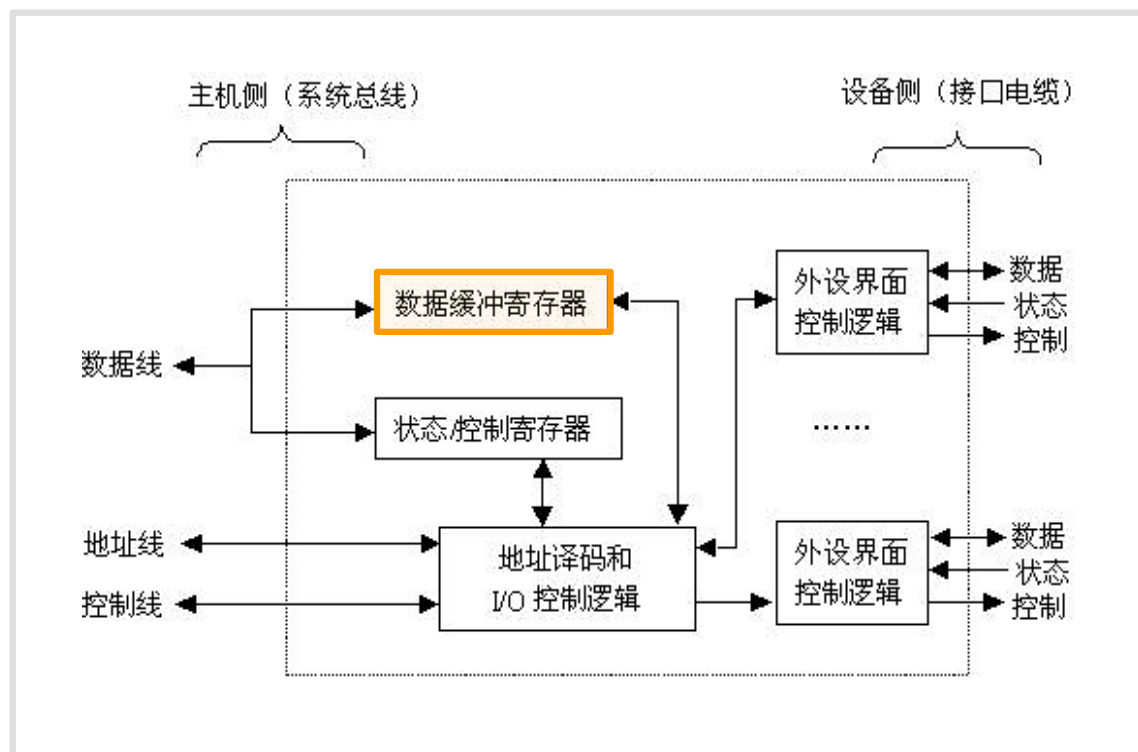 主机侧（系统总线）
设备侧（接口电缆）
数据缓冲寄存器
外设界面
控制逻辑
数据
状态
控制
数据线
状态/控制寄存器
……
地址线
控制线
地址译码和
I/O 控制逻辑
外设界面
控制逻辑
数据
状态
控制